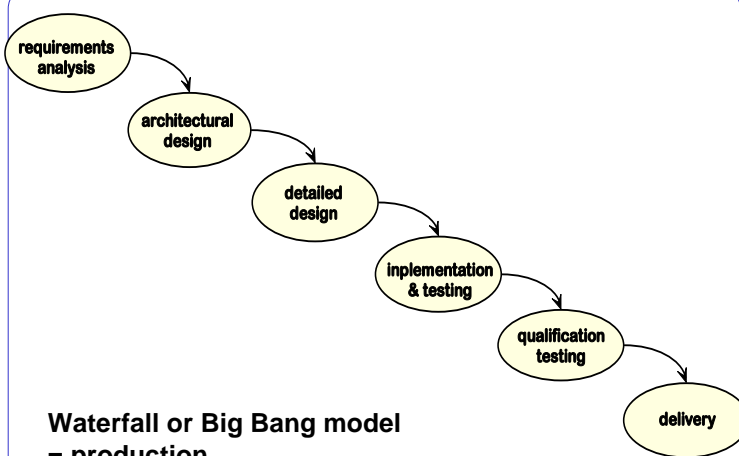 requirements
analysis
architectural
design
detailed
design
inplementation
& testing
qualification
testing
delivery
Waterfall or Big Bang model
– production